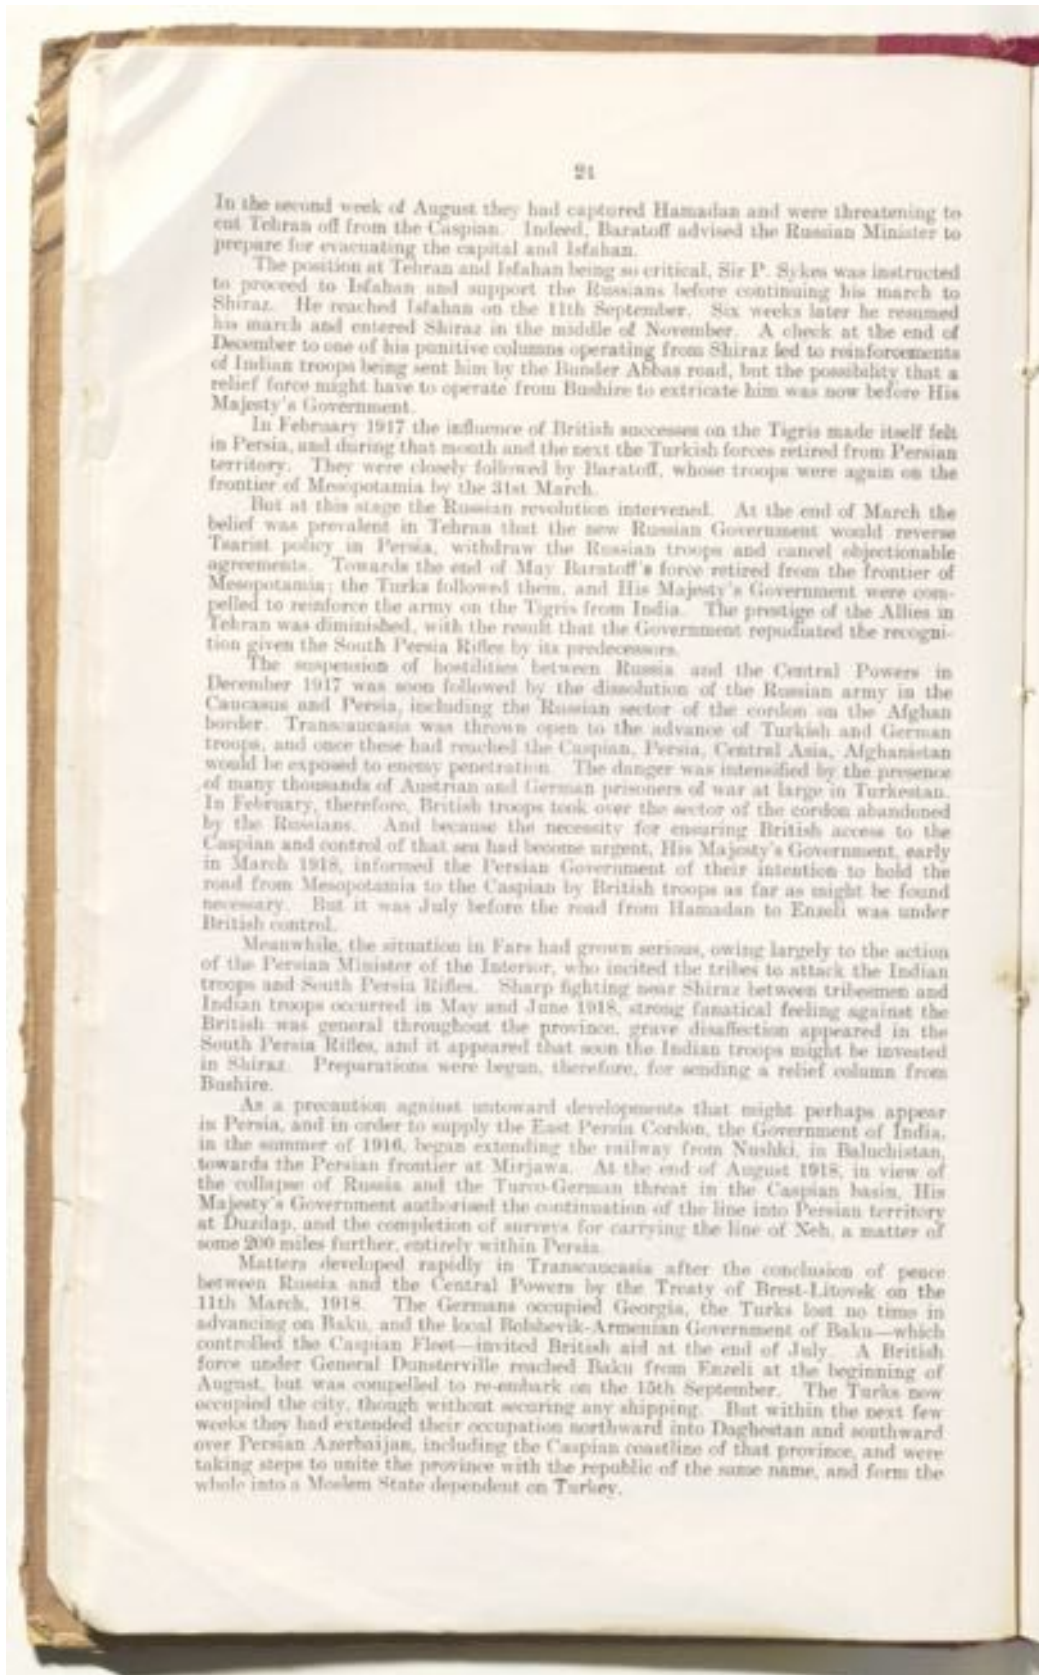 21
In the second week of August they had captured Hamadan and were threatening to
cut Tehran off from the Caspian. Indeed, Baratoff advised the Russian Minister to
prepare for evacuating the capital and Isfahan.
The position at Tehran and Isfahan being so critical, Sir P. Sykes was instructed
to proceed to Isfahan and support the Russians before continuing his march to
Shiraz. He reached Isfahan on the 11th September. Six weeks later he resumed
his march and entered Shiraz in the middle of November. A check at the end of
December to one of his punitive columns operating from Shiraz led to reinforcements
of Indian troops being sent him by the Bunder Abbas road, but the possibility that a
relief force might have to operate from Bushire to extricate him was now before His
Majesty's Government.
In February 1917 the influence of British successes on the Tigris made itself felt
in Persia, and during that month and the next the Turkish forces retired from Persian
territory. They were closely followed by Baratoff, whose troops were again on the
frontier of Mesopotamia by the 31st March.
But at this stage the Russian revolution intervened. At the end of March the
belief was prevalent in Tehran that the new Russian Government would reverse
Tsarist policy in Persia, withdraw the Russian troops and cancel objectionable
agreements. Towards the end of May Baratoff's force retired from the frontier of
Mesopotamia; the Turks followed them, and His Majesty's Government were com-
pelled to reinforce the army on the Tigris from India. The prestige of the Allies in
Tehran was diminished, with the result that the Government repudiated the recogni-
tion given the South Persia Rifles by its predecessors.
The suspension of hostilities between Russia and the Central Powers in
December 1917 was soon followed by the dissolution of the Russian army in the
Caucasus and Persia, including the Russian sector of the cordon on the Afghan
border. Transcaucasia was thrown open to the advance of Turkish and German
troops, and once these had reached the Caspian, Persia, Central Asia, Afghanistan
would be exposed to enemy penetration. The danger was intensified by the presence
of many thousands of Austrian and German prisoners of war at large in Turkestan.
In February, therefore, British troops took over the sector of the cordon abandoned
by the Russians. And because the necessity for ensuring British access to the
Caspian and control of that sea had become urgent, His Majesty's Government, early
in March 1918, informed the Persian Government of their intention to hold the
road from Mesopotamia to the Caspian by British troops as far as might be found
necessary. But it was July before the road from Hamadan to Enzeli was under
British control.
Meanwhile, the situation in Fars had grown serious, owing largely to the action
of the Persian Minister of the Interior, who incited the tribes to attack the Indian
troops and South Persia Rifles. Sharp fighting near Shiraz between tribesmen and
Indian troops occurred in May and June 1918, strong fanatical feeling against the
British was general throughout the province, grave disaffection appeared in the
South Persia Rifles, and it appeared that soon the Indian troops might be invested
in Shiraz. Preparations were begun, therefore, for sending a relief column from
Bushire.
As a precaution against untoward developments that might perhaps appear
in Persia, and in order to supply the East Persia Cordon, the Government of India,
in the summer of 1916, began extending the railway from Nushki, in Baluchistan,
towards the Persian frontier at Mirjawa. At the end of August 1918, in view of
the collapse of Russia and the Turco-German threat in the Caspian basin, His
Majesty's Government authorised the continuation of the line into Persian territory
at Duzdap, and the completion of surveys for carrying the line of Neh, a matter of
some 200 miles further, entirely within Persia.
Matters developed rapidly in Transcaucasia after the conclusion of peace
between Russia and the Central Powers by the Treaty of Brest-Litovsk on the
11th March, 1918. The Germans occupied Georgia, the Turks lost no time in
advancing on Baku, and the local Bolshevik-Armenian Government of Baku—which
controlled the Caspian Fleet—invited British aid at the end of July. A British
force under General Dunsterville reached Baku from Enzeli at the beginning of
August, but was compelled to re-embark on the 15th September. The Turks now
occupied the city, though without securing any shipping. But within the next few
weeks they had extended their occupation northward into Daghestan and southward
over Persian Azerbaijan, including the Caspian coastline of that province, and were
taking steps to unite the province with the republic of the same name, and form the
whole into a Moslem State dependent on Turkey.